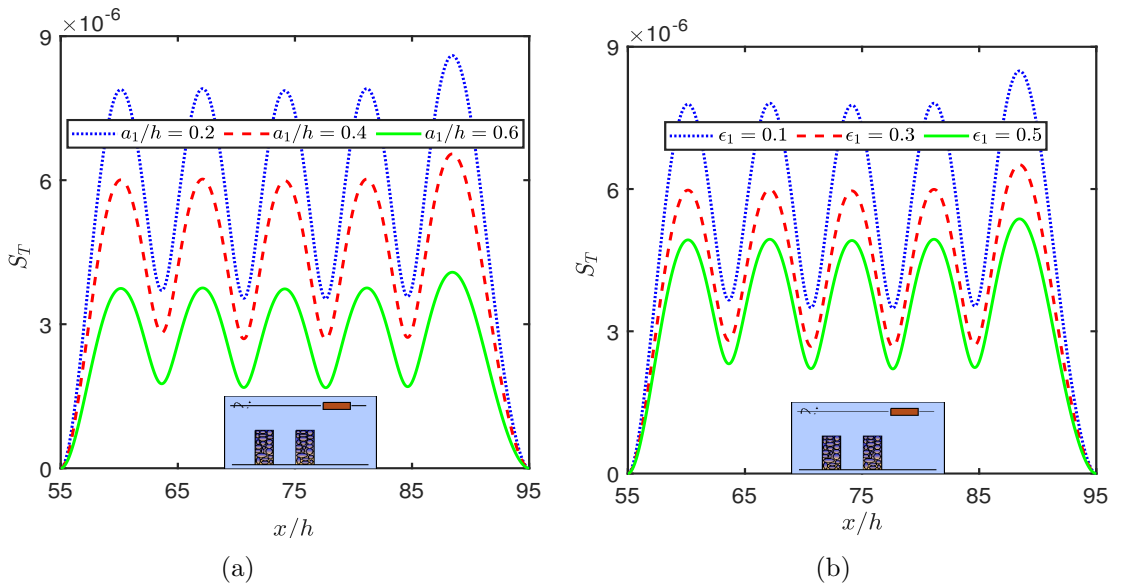 ×10⁻⁶
9
6
3
0
S_T
a₁/h = 0.2 a₁/h = 0.4 a₁/h = 0.6
55 65 75 85 95
x/h
(a)
×10⁻⁶
9
6
3
0
S_T
ϵ₁ = 0.1 ϵ₁ = 0.3 ϵ₁ = 0.5
55 65 75 85 95
x/h
(b)